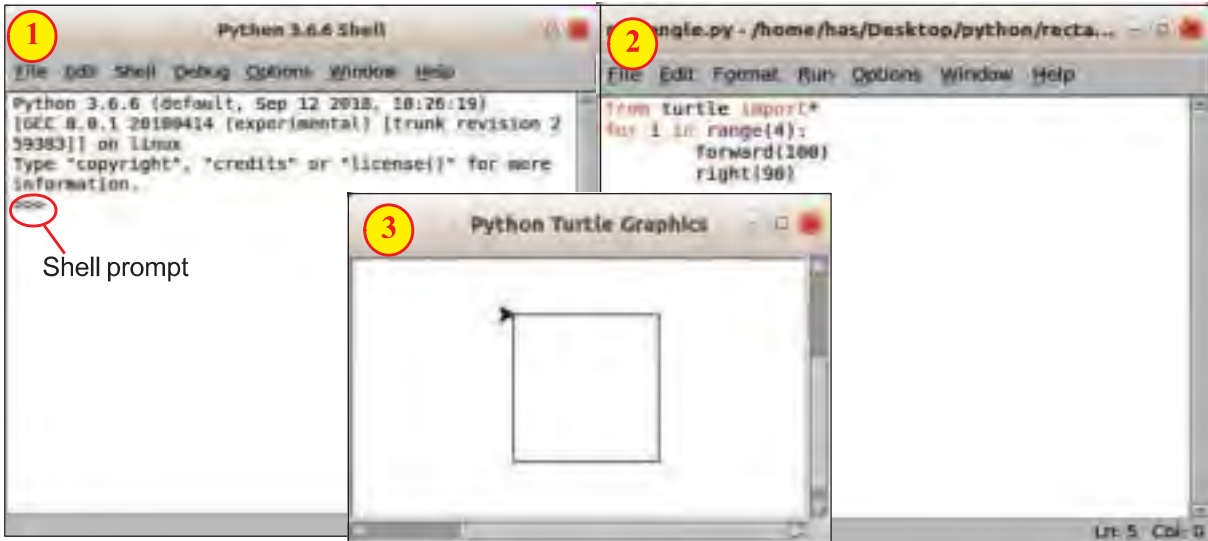 1
Python 3.6.6 Shell
File Edit Shell Debug Options Window Help
Python 3.6.6 (default, Sep 12 2018, 18:26:19)
[GCC 8.0.1 20180414 (experimental) [trunk revision 2
59383]] on linux
Type "copyright", "credits" or "license()" for more
information.
>>>
Shell prompt
2
rectangle.py - /home/has/Desktop/python/recta...
File Edit Format Run Options Window Help
from turtle import*
for i in range(4):
forward(100)
right(90)
Ln: 5 Col: 0
3
Python Turtle Graphics